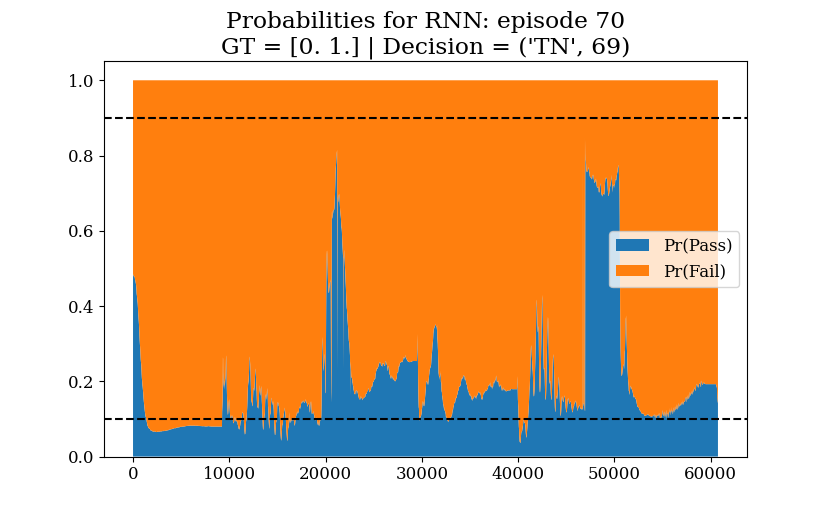 Probabilities for RNN: episode 70
GT = [0. 1.] | Decision = ('TN', 69)
1.0
0.8
0.6
0.4
0.2
0.0
Pr(Pass)
Pr(Fail)
0 10000 20000 30000 40000 50000 60000